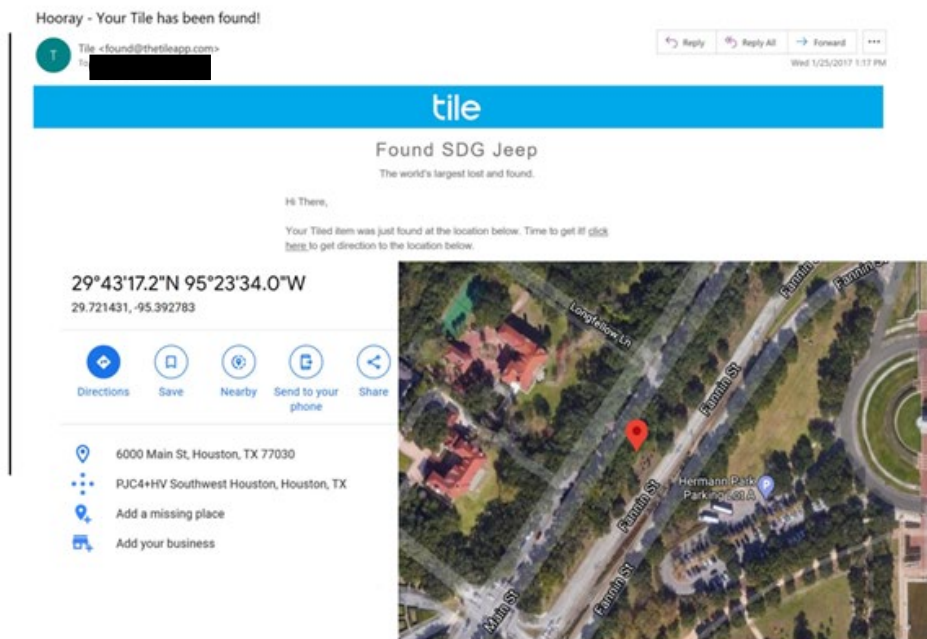 Hooray - Your Tile has been found!
T
Tile <found@thetileapp.com>
To
Reply
Reply All
Forward
Wed 1/25/2017 1:17 PM
tile
Found SDG Jeep
The world's largest lost and found.
Hi There,
Your Tiled item was just found at the location below. Time to get it! click
here to get direction to the location below.
29°43'17.2"N 95°23'34.0"W
29.721431, -95.392783
Directions
Save
Nearby
Send to your
phone
Share
6000 Main St, Houston, TX 77030
PJC4+HV Southwest Houston, Houston, TX
Add a missing place
Add your business
Fannin St
Fannin St
Longfellow Ln
Fannin St
Hermann Park
Parking Lot A
P
Fannin St
Fannin St
Main St